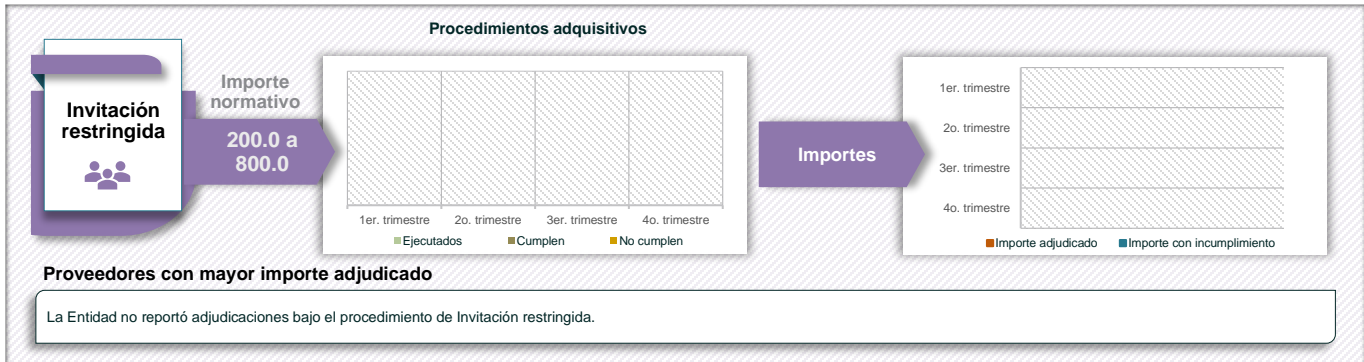 Procedimientos adquisitivos
Invitación
restringida
Importe
normativo
200.0 a
800.0
1er. trimestre
2o. trimestre
3er. trimestre
4o. trimestre
Ejecutados
Cumplen
No cumplen
Importes
1er. trimestre
2o. trimestre
3er. trimestre
4o. trimestre
Importe adjudicado
Importe con incumplimiento
Proveedores con mayor importe adjudicado
La Entidad no reportó adjudicaciones bajo el procedimiento de Invitación restringida.